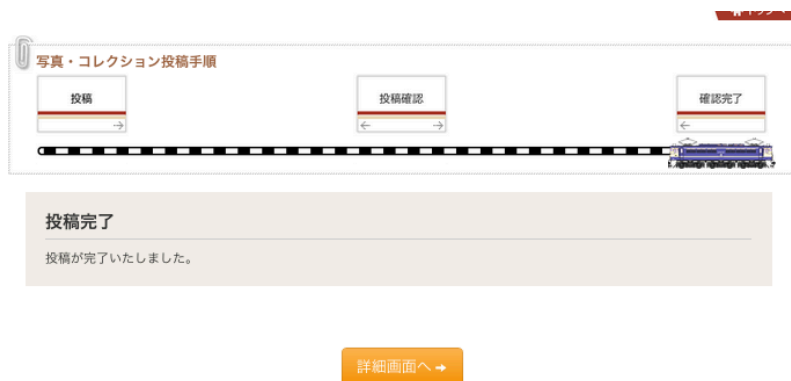 写真・コレクション投稿手順
投稿
投稿確認
確認完了
→
← →
←
投稿完了
投稿が完了いたしました。
詳細画面へ➡